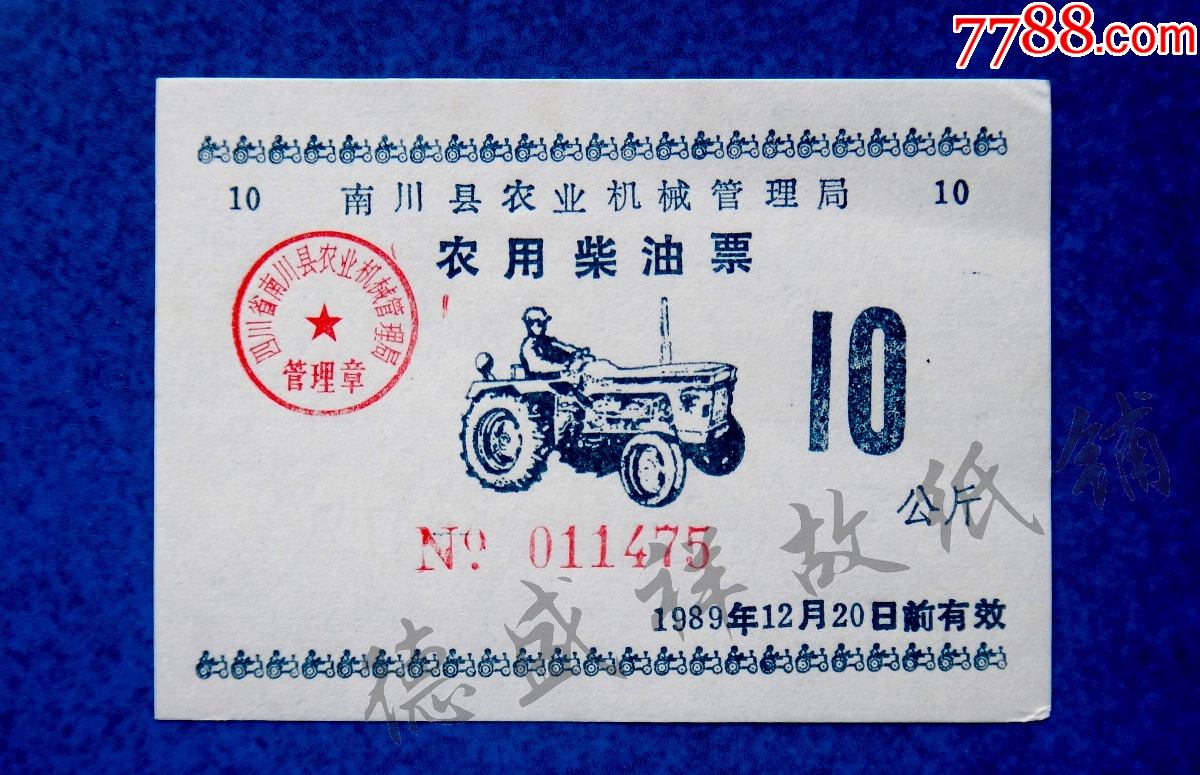 7788.com
10 南川县农业机械管理局 10
农用柴油票
四川省南川县农业机械管理局
管理章
10
公斤
№ 011475
1989年12月20日前有效
德盛祥故纸铺